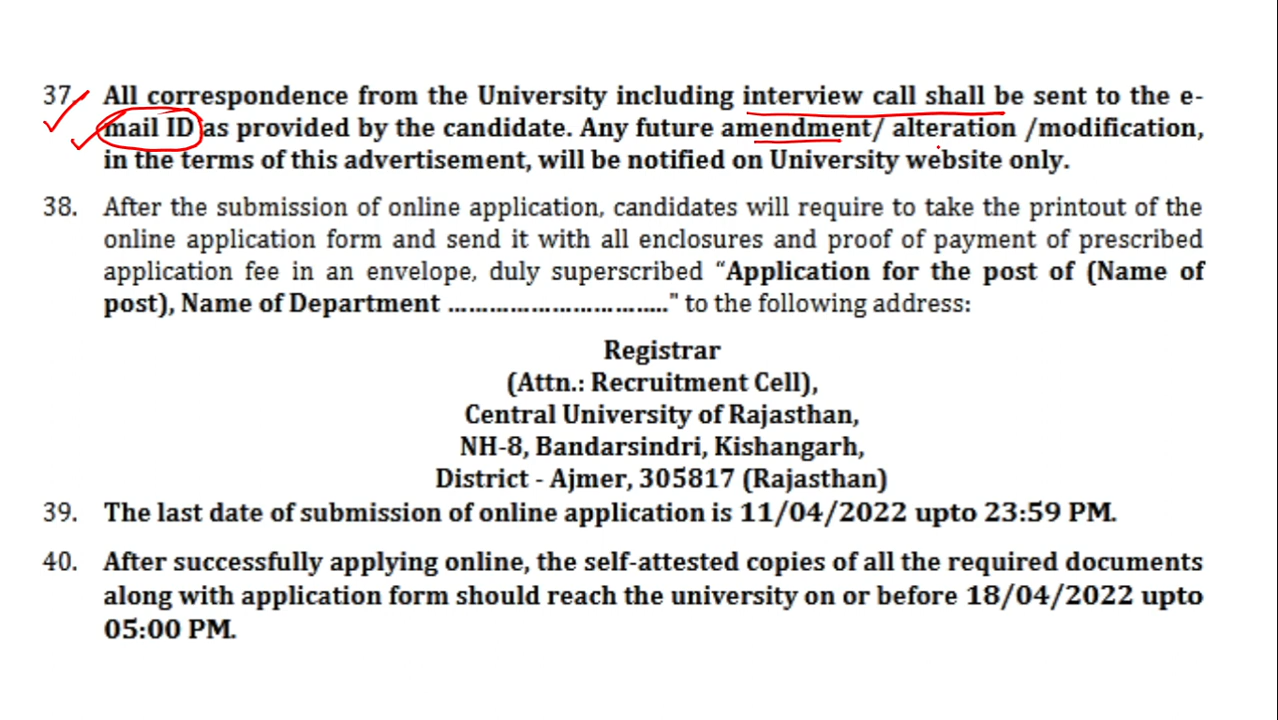 37. All correspondence from the University including interview call shall be sent to the e-
mail ID as provided by the candidate. Any future amendment/ alteration /modification,
in the terms of this advertisement, will be notified on University website only.
38. After the submission of online application, candidates will require to take the printout of the
online application form and send it with all enclosures and proof of payment of prescribed
application fee in an envelope, duly superscribed “Application for the post of (Name of
post), Name of Department ................................” to the following address:
Registrar
(Attn.: Recruitment Cell),
Central University of Rajasthan,
NH-8, Bandarsindri, Kishangarh,
District - Ajmer, 305817 (Rajasthan)
39. The last date of submission of online application is 11/04/2022 upto 23:59 PM.
40. After successfully applying online, the self-attested copies of all the required documents
along with application form should reach the university on or before 18/04/2022 upto
05:00 PM.